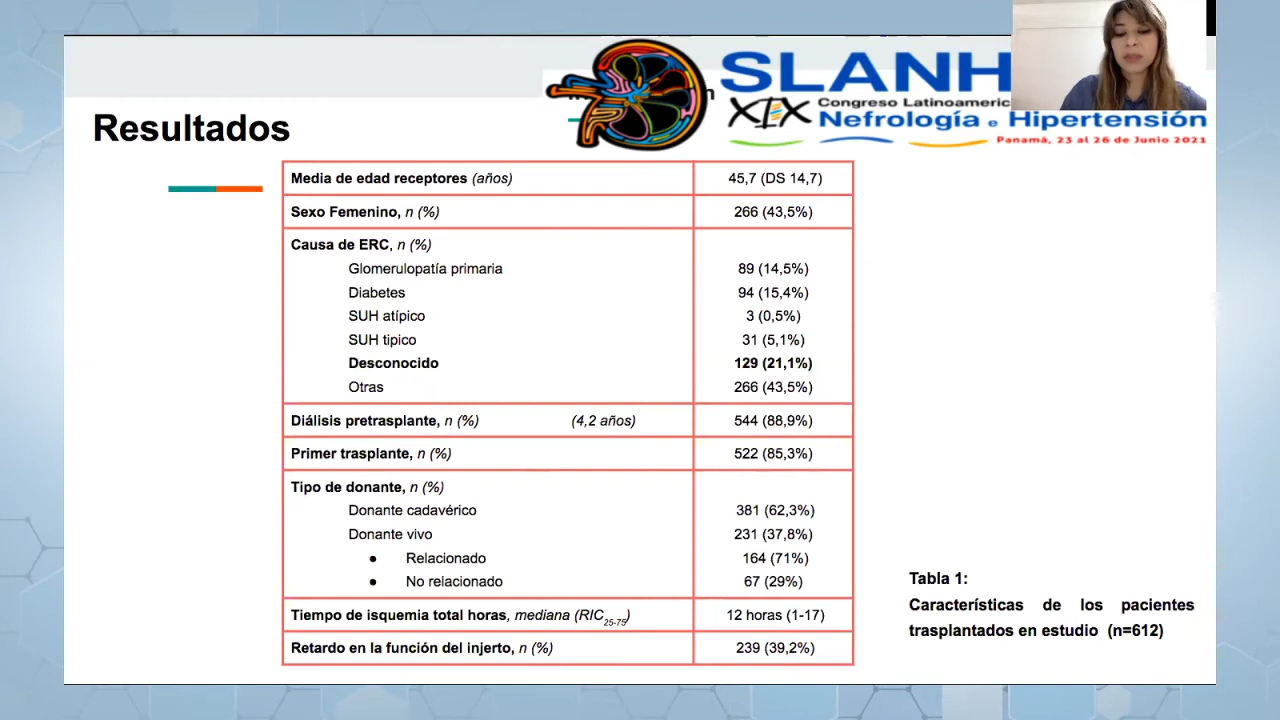 SLANH
XIX Congreso Latinoameric
Nefrología e Hipertensión
Panamá, 23 al 26 de Junio 2021
Resultados
Media de edad receptores (años) 45,7 (DS 14,7)
Sexo Femenino, n (%) 266 (43,5%)
Causa de ERC, n (%)
Glomerulopatía primaria 89 (14,5%)
Diabetes 94 (15,4%)
SUH atípico 3 (0,5%)
SUH tipico 31 (5,1%)
Desconocido 129 (21,1%)
Otras 266 (43,5%)
Diálisis pretrasplante, n (%) (4,2 años) 544 (88,9%)
Primer trasplante, n (%) 522 (85,3%)
Tipo de donante, n (%)
Donante cadavérico 381 (62,3%)
Donante vivo 231 (37,8%)
● Relacionado 164 (71%)
● No relacionado 67 (29%)
Tiempo de isquemia total horas, mediana (RIC25-75) 12 horas (1-17)
Retardo en la función del injerto, n (%) 239 (39,2%)
Tabla 1:
Características de los pacientes
trasplantados en estudio (n=612)